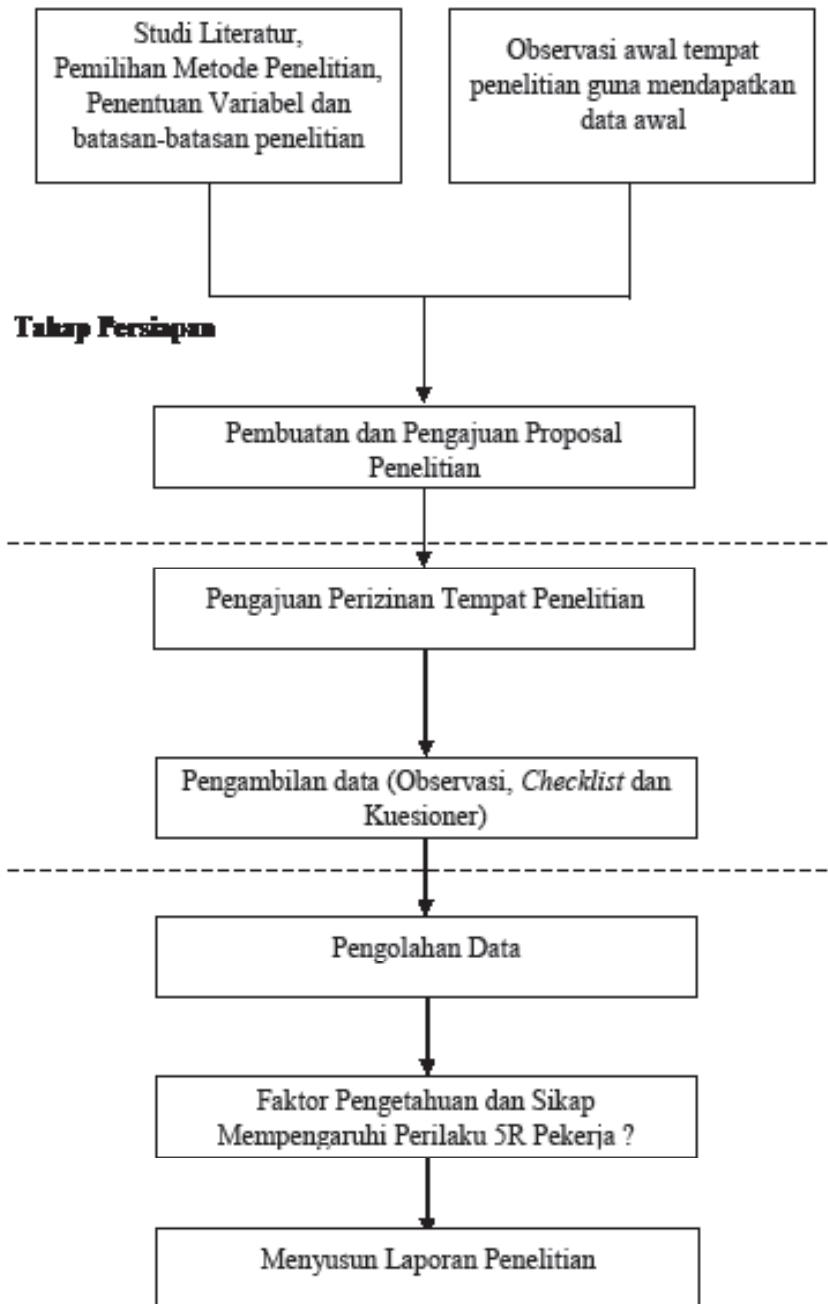 Studi Literatur,
Pemilihan Metode Penelitian,
Penentuan Variabel dan
batasan-batasan penelitian
Observasi awal tempat
penelitian guna mendapatkan
data awal
Tahap Persiapan
Pembuatan dan Pengajuan Proposal
Penelitian
Pengajuan Perizinan Tempat Penelitian
Pengambilan data (Observasi, Checklist dan
Kuesioner)
Pengolahan Data
Faktor Pengetahuan dan Sikap
Mempengaruhi Perilaku 5R Pekerja ?
Menyusun Laporan Penelitian